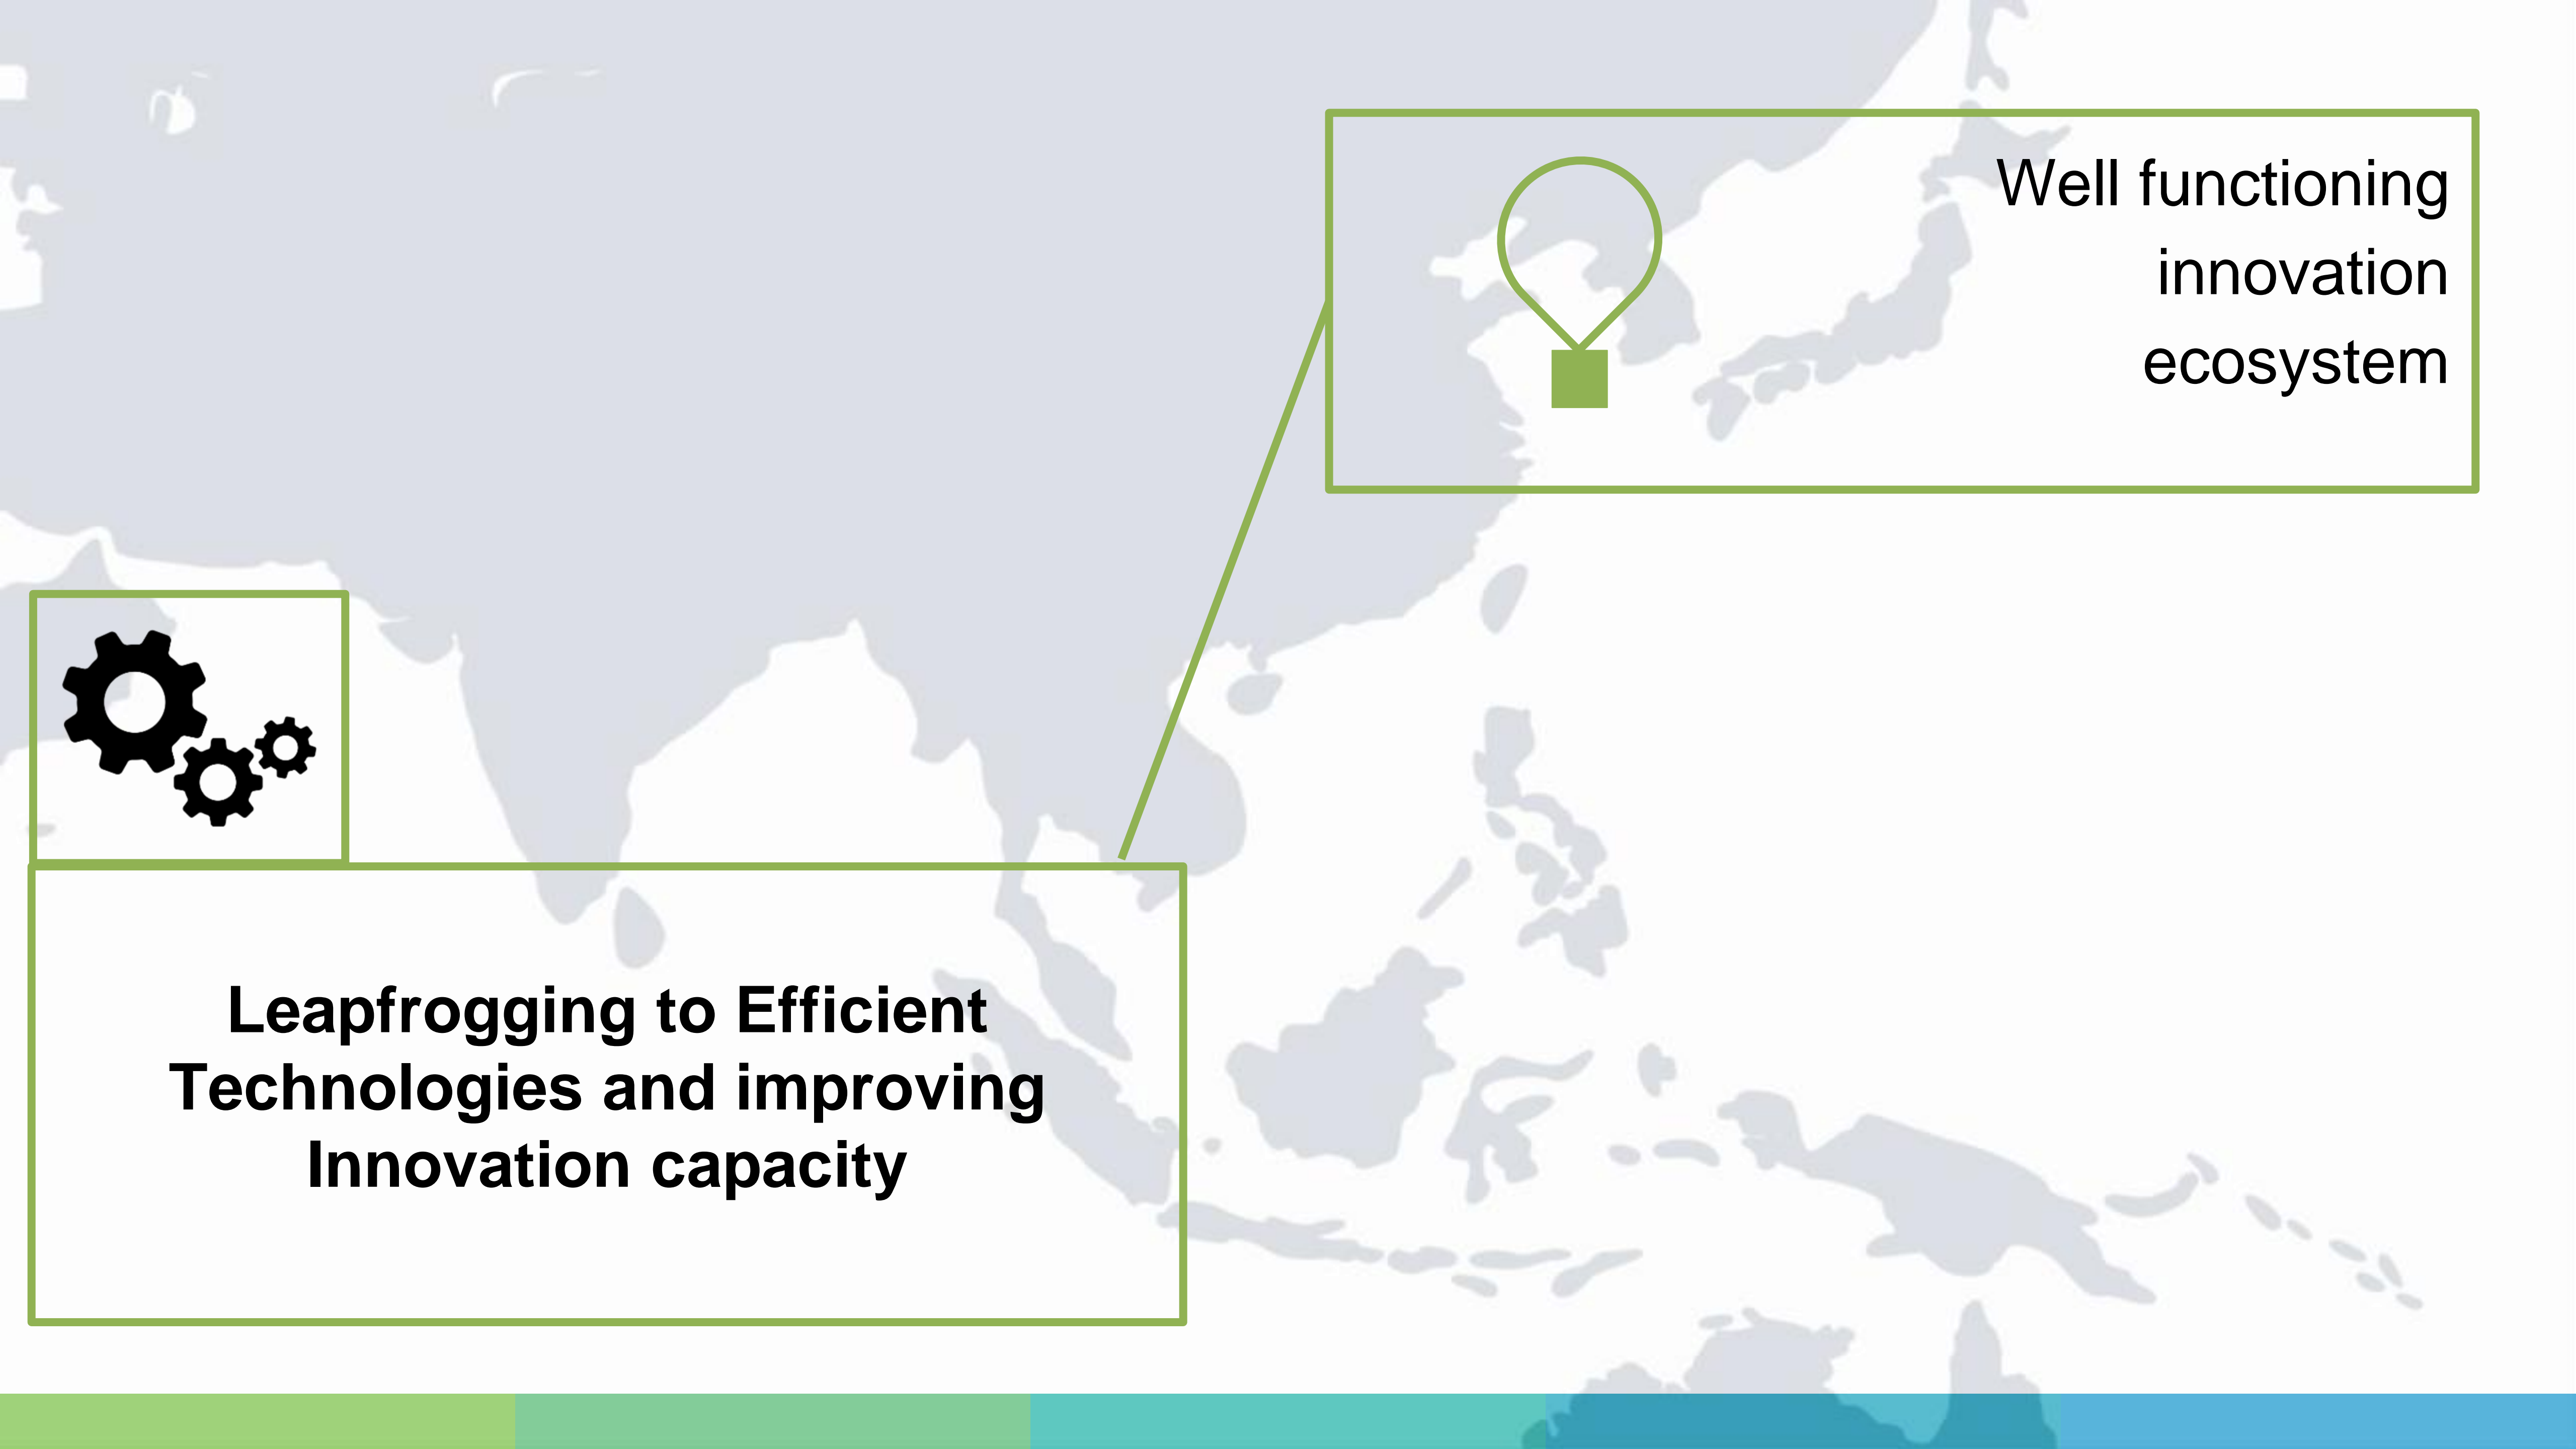 Well functioning
innovation
ecosystem
Leapfrogging to Efficient
Technologies and improving
Innovation capacity